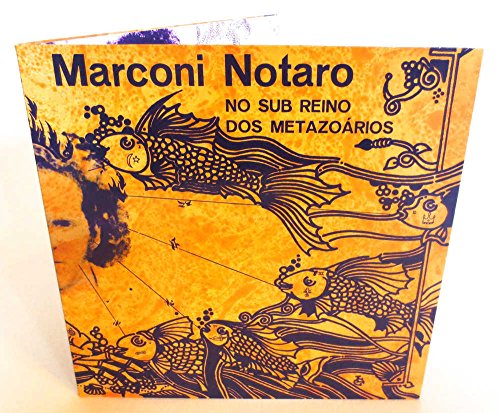 Marconi Notaro
NO SUB REINO
DOS METAZOÁRIOS